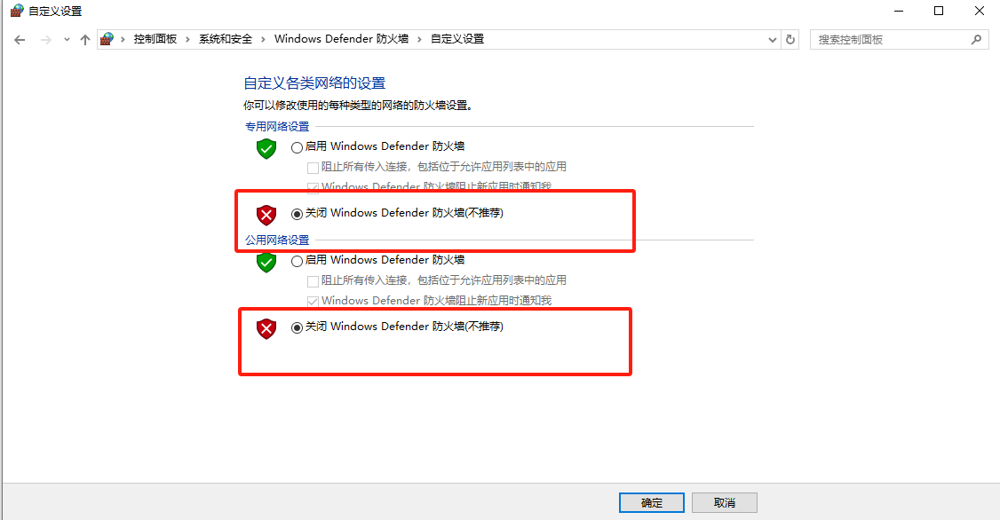 自定义设置
控制面板 › 系统和安全 › Windows Defender 防火墙 › 自定义设置
搜索控制面板
自定义各类网络的设置
你可以修改使用的每种类型的网络的防火墙设置。
专用网络设置
启用 Windows Defender 防火墙
阻止所有传入连接，包括位于允许应用列表中的应用
Windows Defender 防火墙阻止新应用时通知我
关闭 Windows Defender 防火墙(不推荐)
公用网络设置
启用 Windows Defender 防火墙
阻止所有传入连接，包括位于允许应用列表中的应用
Windows Defender 防火墙阻止新应用时通知我
关闭 Windows Defender 防火墙(不推荐)
确定
取消